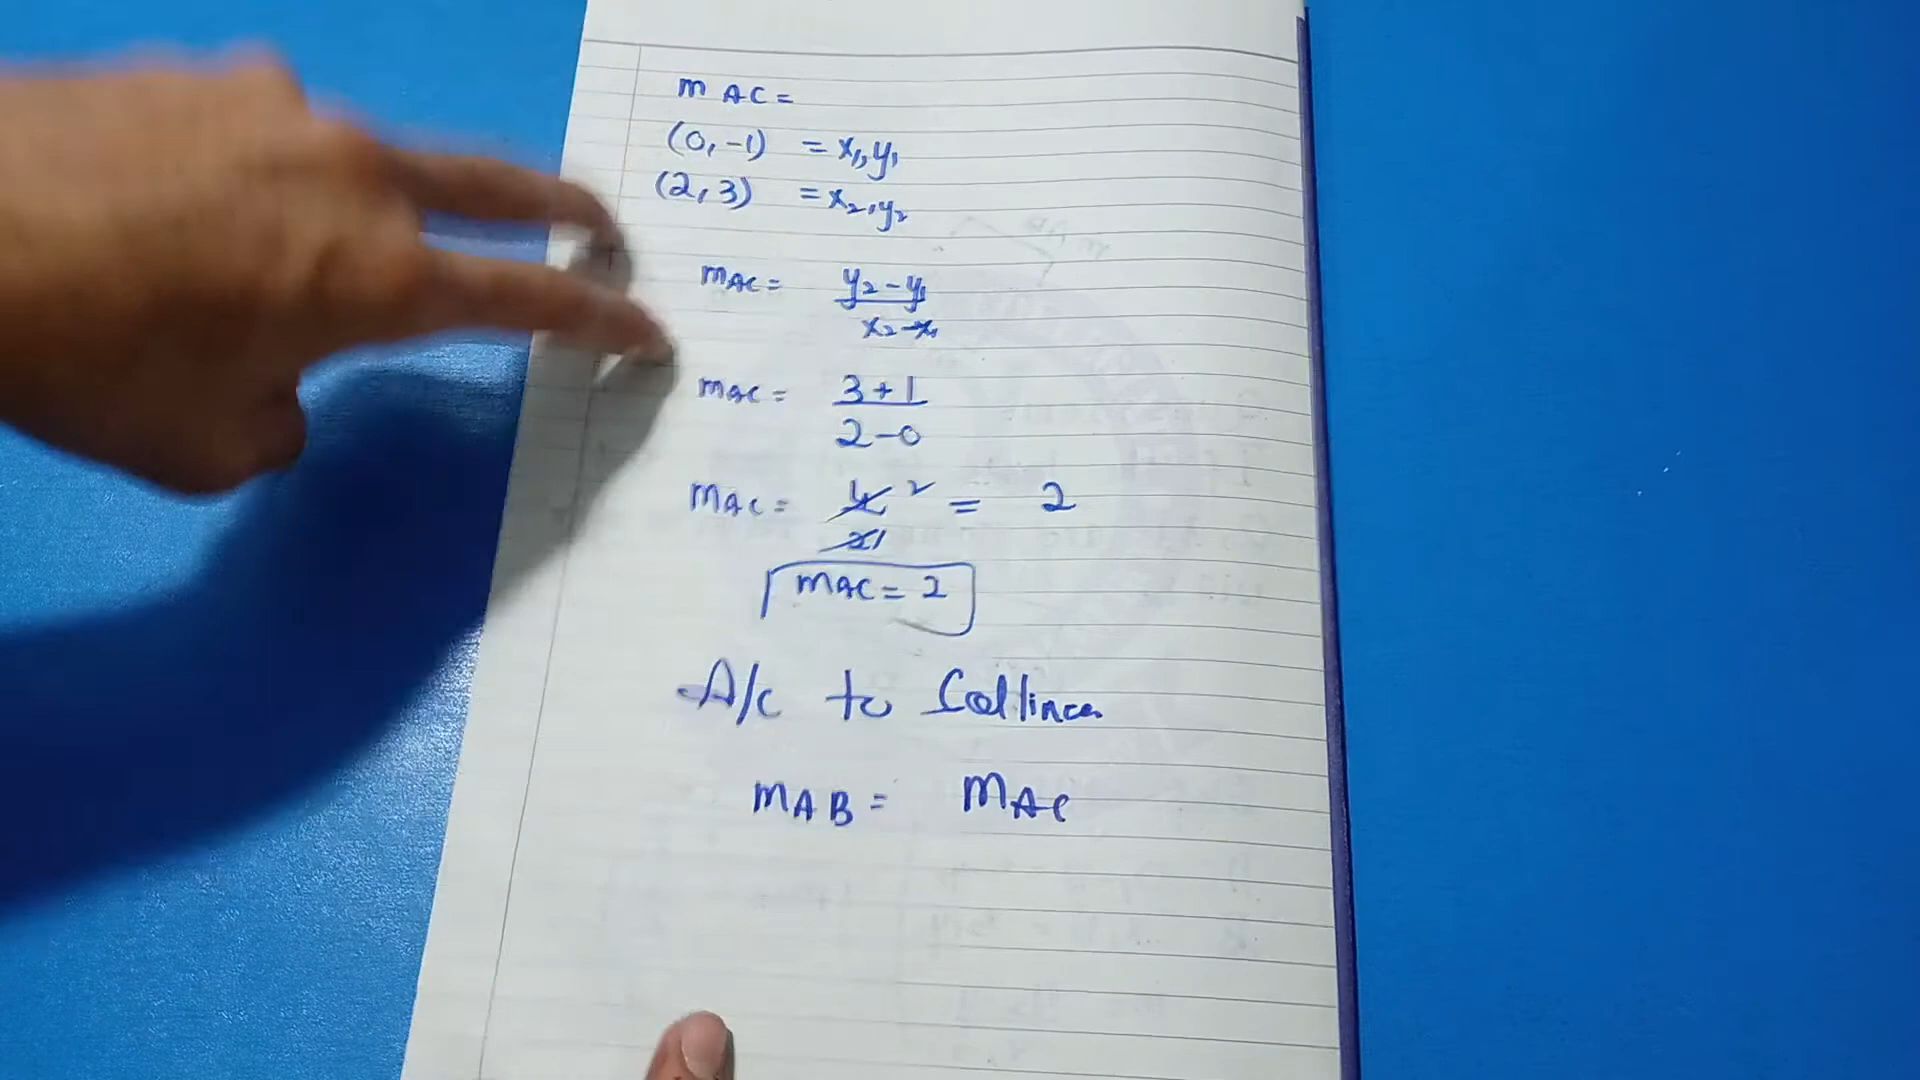 m AC =
(0, -1) = x1, y1
(2, 3) = x2, y2
mAC = y2 - y1
x2 - x1
mAC = 3 + 1
2 - 0
mAC = 4 2 = 2
2 1
mAC = 2
A/c to
mAB = mAC